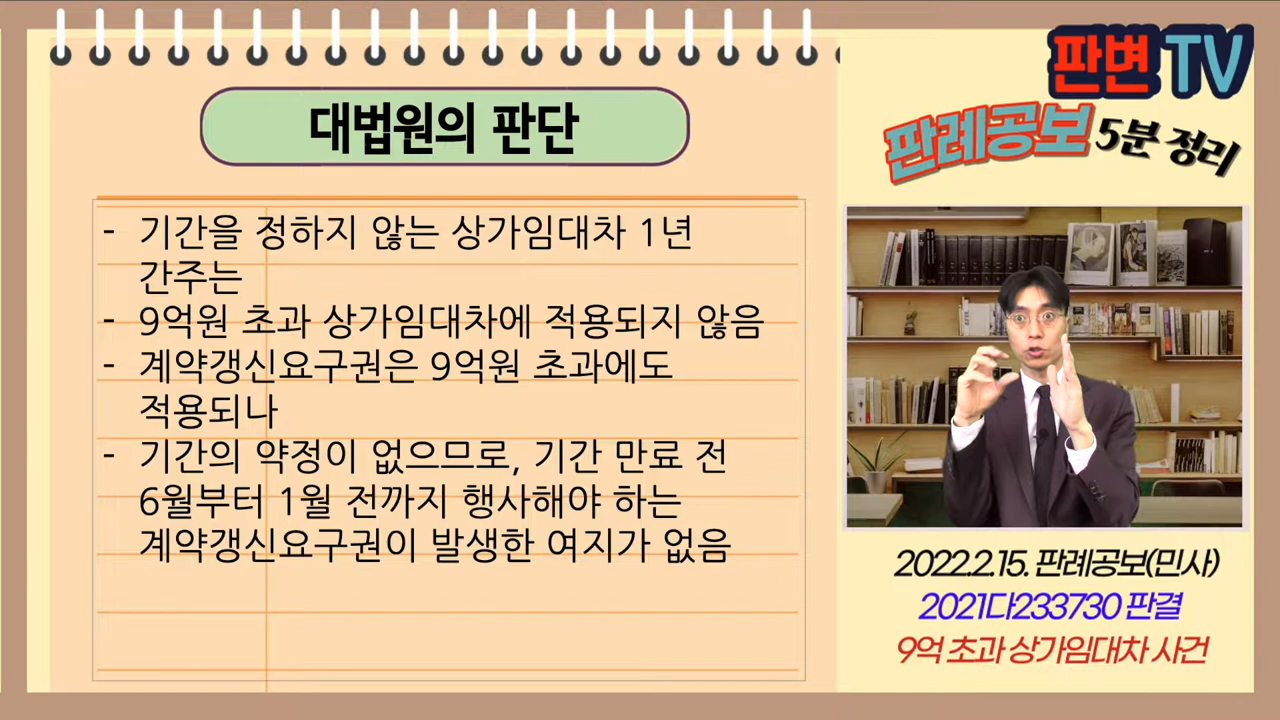 대법원의 판단
- 기간을 정하지 않는 상가임대차 1년
간주는
- 9억원 초과 상가임대차에 적용되지 않음
- 계약갱신요구권은 9억원 초과에도
적용되나
- 기간의 약정이 없으므로, 기간 만료 전
6월부터 1월 전까지 행사해야 하는
계약갱신요구권이 발생한 여지가 없음
판변 TV
판례공보 5분 정리
2022.2.15. 판례공보(민사)
2021다233730 판결
9억 초과 상가임대차 사건